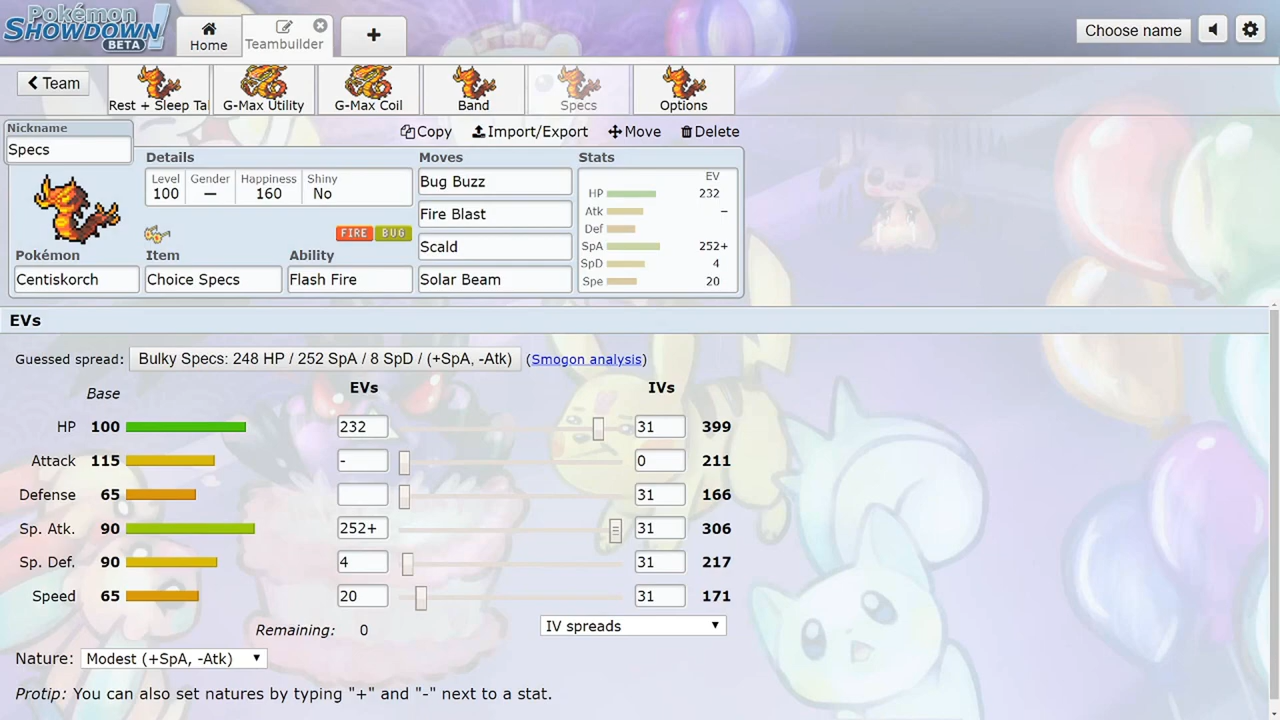 Pokémon
SHOWDOWN!
BETA
Home
Teambuilder
+
Choose name
Team
Rest + Sleep Ta
G-Max Utility
G-Max Coil
Band
Specs
Options
Copy
Import/Export
Move
Delete
Nickname
Specs
Details
Level
100
Gender
—
Happiness
160
Shiny
No
FIRE
BUG
Pokémon
Centiskorch
Item
Choice Specs
Ability
Flash Fire
Moves
Bug Buzz
Fire Blast
Scald
Solar Beam
Stats
EV
HP 232
Atk –
Def
SpA 252+
SpD 4
Spe 20
EVs
Guessed spread: Bulky Specs: 248 HP / 252 SpA / 8 SpD / (+SpA, -Atk) (Smogon analysis)
Base EVs IVs
HP 100 232 31 399
Attack 115 - 0 211
Defense 65 31 166
Sp. Atk. 90 252+ 31 306
Sp. Def. 90 4 31 217
Speed 65 20 31 171
Remaining: 0
IV spreads
Nature: Modest (+SpA, -Atk)
Protip: You can also set natures by typing "+" and "-" next to a stat.